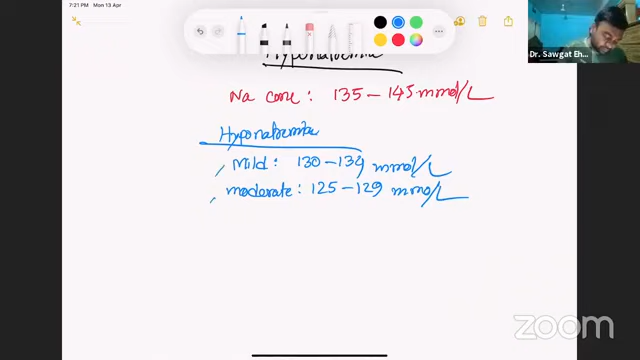 7:21 PM Mon 13 Apr
Dr. Sawgat Eh...
Hyponatremia
Na conc : 135 - 145 mmol/L
Hyponatremia
Mild : 130 - 134 mmol/L
moderate : 125 - 129 mmol/L
zoom